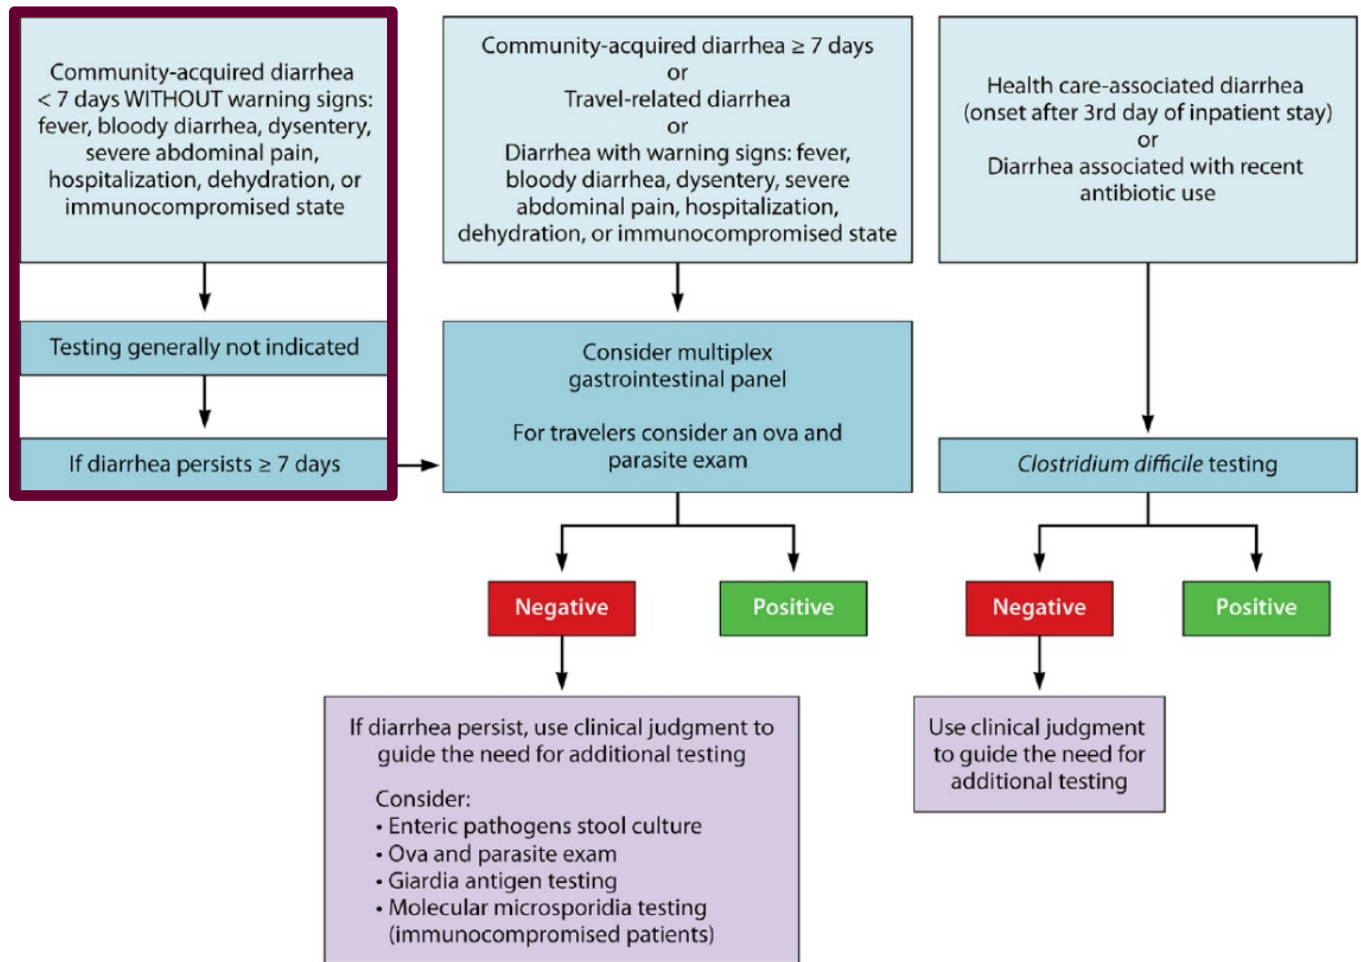 Community-acquired diarrhea
< 7 days WITHOUT warning signs:
fever, bloody diarrhea, dysentery,
severe abdominal pain,
hospitalization, dehydration, or
immunocompromised state
Testing generally not indicated
If diarrhea persists ≥ 7 days
Community-acquired diarrhea ≥ 7 days
or
Travel-related diarrhea
or
Diarrhea with warning signs: fever,
bloody diarrhea, dysentery, severe
abdominal pain, hospitalization,
dehydration, or immunocompromised state
Consider multiplex
gastrointestinal panel
For travelers consider an ova and
parasite exam
Negative
Positive
If diarrhea persist, use clinical judgment to
guide the need for additional testing
Consider:
• Enteric pathogens stool culture
• Ova and parasite exam
• Giardia antigen testing
• Molecular microsporidia testing
(immunocompromised patients)
Health care-associated diarrhea
(onset after 3rd day of inpatient stay)
or
Diarrhea associated with recent
antibiotic use
Clostridium difficile testing
Negative
Positive
Use clinical judgment
to guide the need for
additional testing